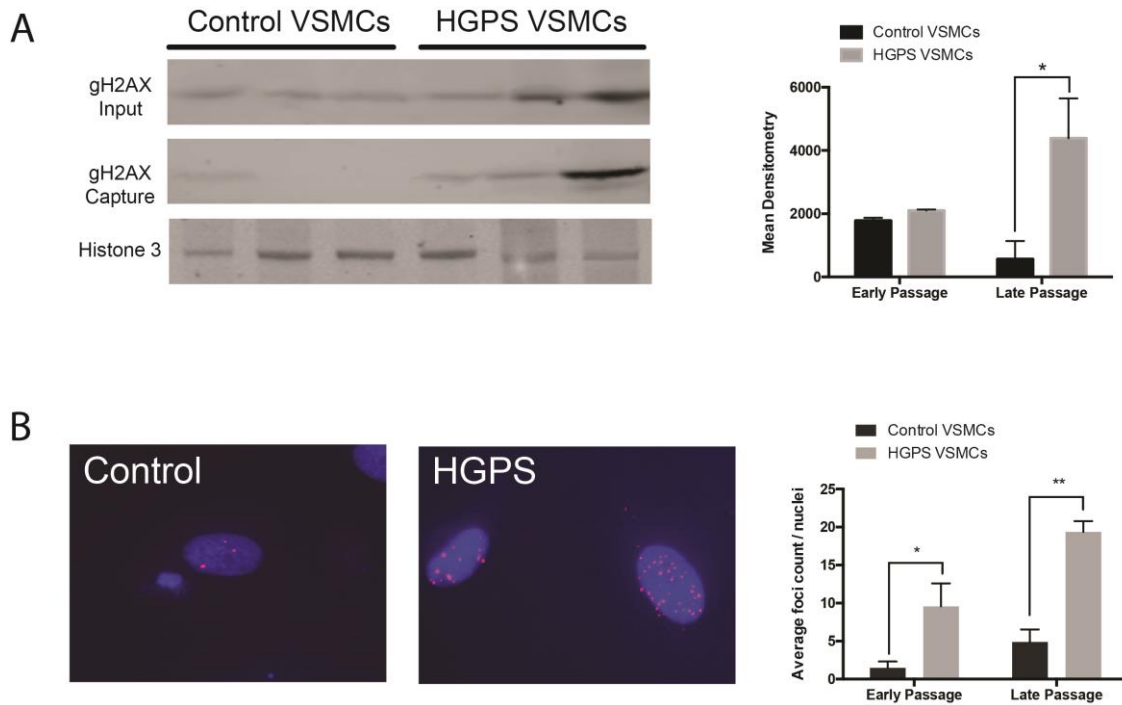 A
Control VSMCs
HGPS VSMCs
gH2AX
Input
gH2AX
Capture
Histone 3
Control VSMCs
HGPS VSMCs
*
6000
4000
2000
0
Mean Densitometry
Early Passage
Late Passage
B
Control
HGPS
Control VSMCs
HGPS VSMCs
**
*
25
20
15
10
5
0
Average foci count / nuclei
Early Passage
Late Passage